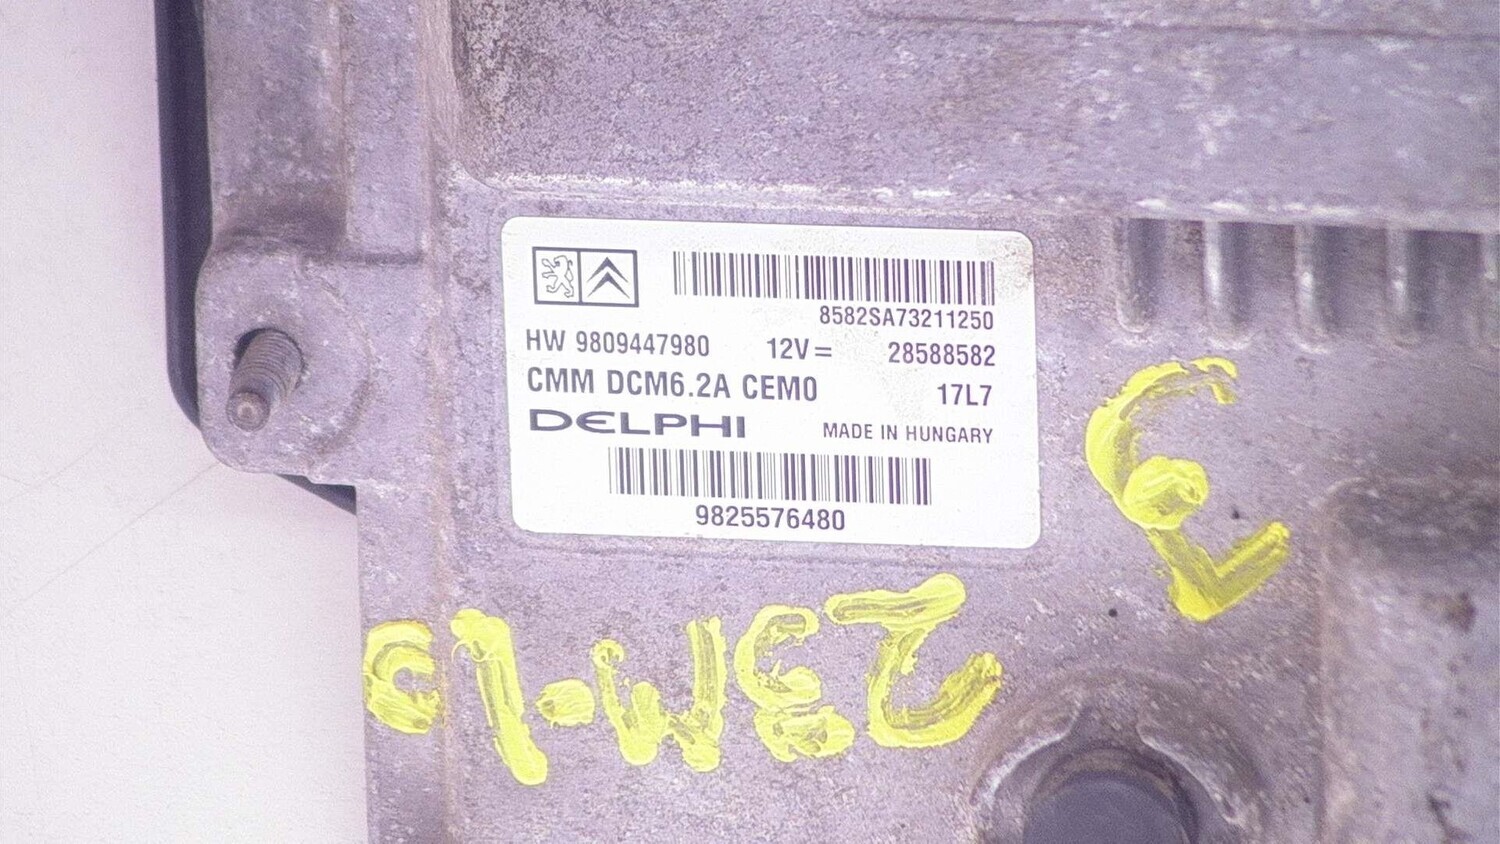 8582SA73211250
HW 9809447980 12V= 28588582
CMM DCM6.2A CEM0 17L7
DELPHI MADE IN HUNGARY
9825576480